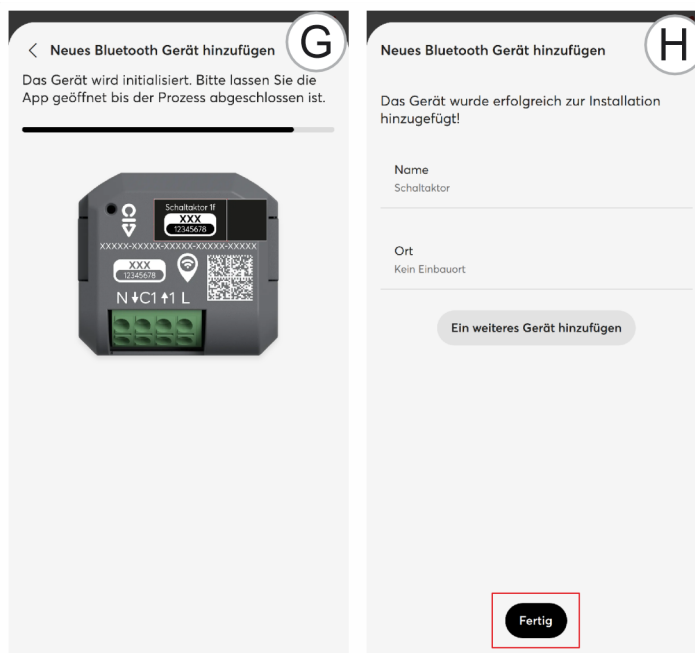 G
< Neues Bluetooth Gerät hinzufügen
Das Gerät wird initialisiert. Bitte lassen Sie die
App geöffnet bis der Prozess abgeschlossen ist.
Schaltaktor 1f
XXX
12345678
XXXXX-XXXXX-XXXXX-XXXXX-XXXXX
XXX
12345678
N ↓C1 ↑1 L
H
Neues Bluetooth Gerät hinzufügen
Das Gerät wurde erfolgreich zur Installation
hinzugefügt!
Name
Schaltaktor
Ort
Kein Einbauort
Ein weiteres Gerät hinzufügen
Fertig